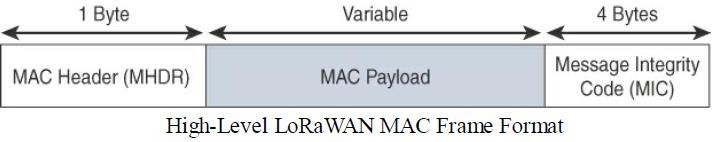 1 Byte Variable 4 Bytes
MAC Header (MHDR) MAC Payload Message Integrity
Code (MIC)
High-Level LoRaWAN MAC Frame Format